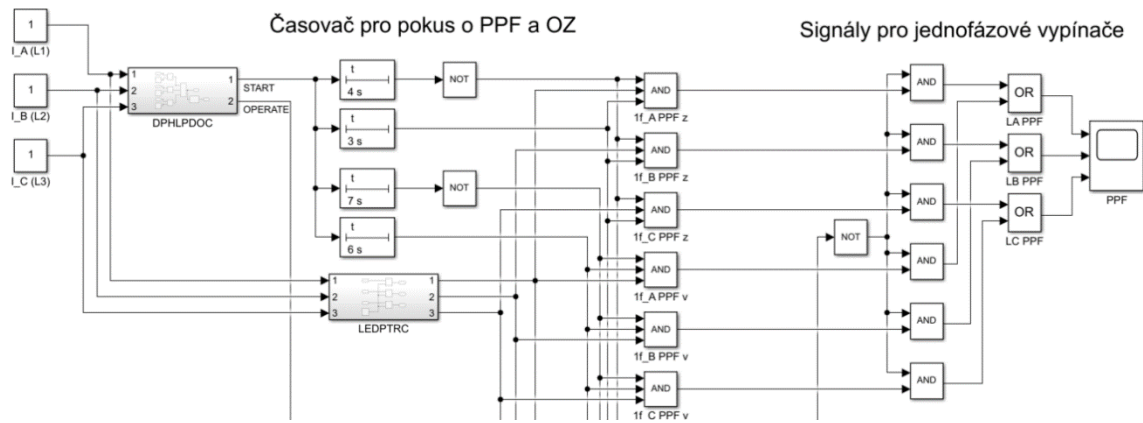 Časovač pro pokus o PPF a OZ
Signály pro jednofázové vypínače
1
I_A (L1)
1
I_B (L2)
1
I_C (L3)
1
2
3
1
2
START
OPERATE
DPHLPDOC
t
4 s
NOT
t
3 s
t
7 s
NOT
t
6 s
1
2
3
1
2
3
LEDPTRC
AND
1f_A PPF z
AND
1f_B PPF z
AND
1f_C PPF z
AND
1f_A PPF v
AND
1f_B PPF v
AND
1f_C PPF v
NOT
AND
AND
AND
AND
AND
AND
OR
LA PPF
OR
LB PPF
OR
LC PPF
PPF